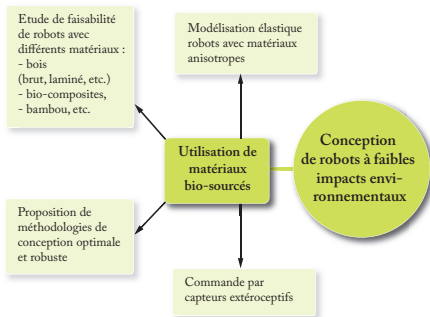 Etude de faisabilité
de robots avec
différents matériaux :
- bois
(brut, laminé, etc.)
- bio-composites,
- bambou, etc.
Modélisation élastique
robots avec matériaux
anisotropes
Utilisation de
matériaux
bio-sourcés
Conception
de robots à faibles
impacts envi-
ronnementaux
Proposition de
méthodologies de
conception optimale
et robuste
Commande par
capteurs extéroceptifs